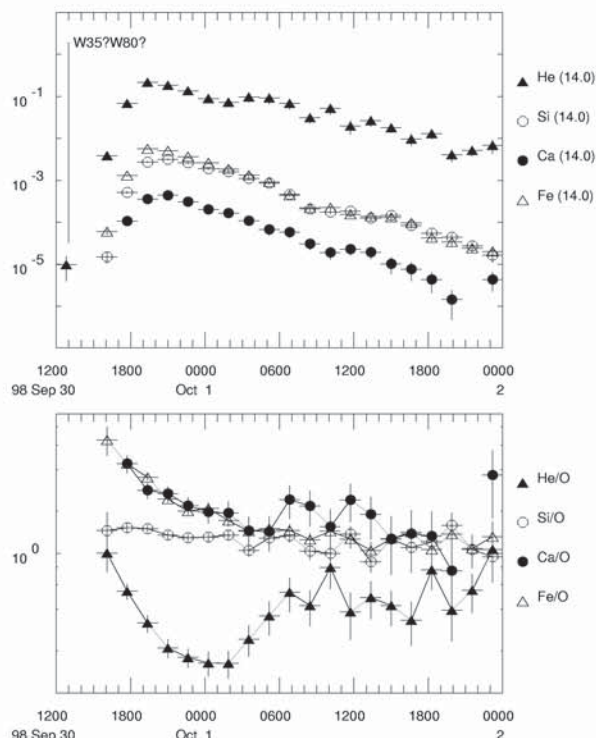 W35?W80?
10 -1
10 -3
10 -5
He (14.0)
Si (14.0)
Ca (14.0)
Fe (14.0)
1200 1800 0000 0600 1200 1800 0000
98 Sep 30 Oct 1 2
10 0
He/O
Si/O
Ca/O
Fe/O
1200 1800 0000 0600 1200 1800 0000
98 Sep 30 Oct 1 2